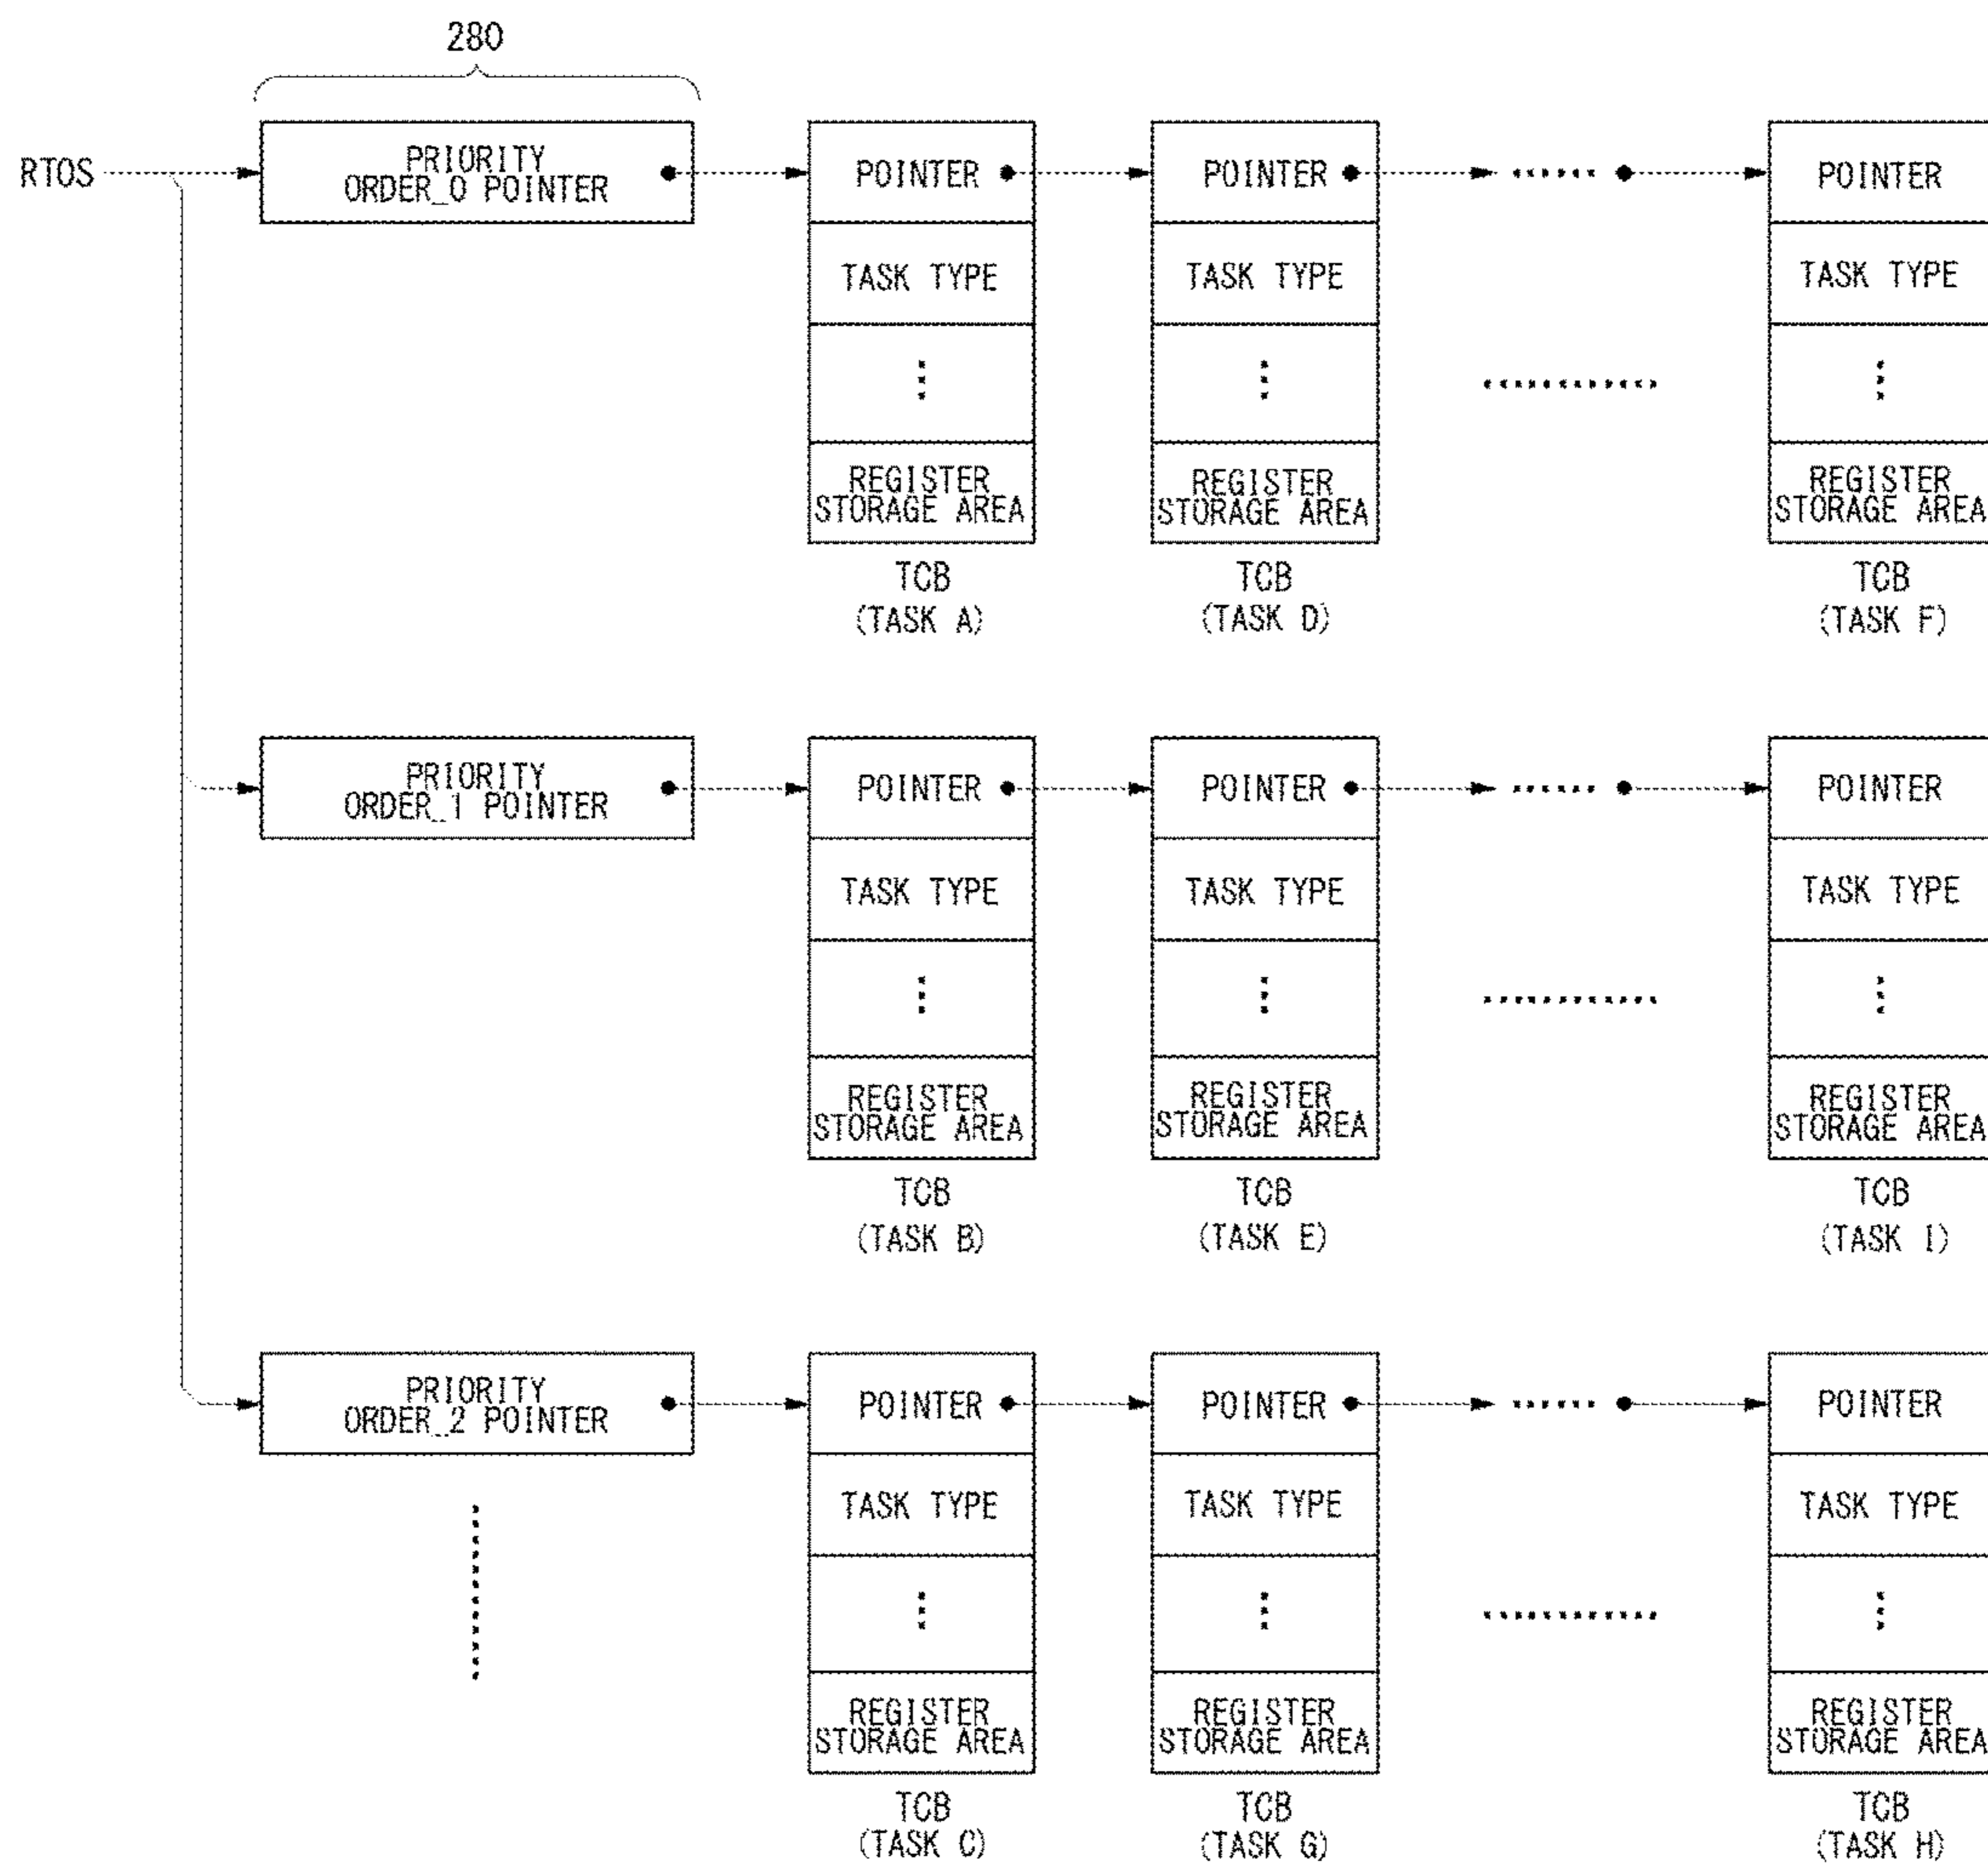 280
RTOS
PRIORITY
ORDER_0 POINTER
POINTER
POINTER
POINTER
TASK TYPE
TASK TYPE
TASK TYPE
REGISTER
STORAGE AREA
REGISTER
STORAGE AREA
REGISTER
STORAGE AREA
TCB
(TASK A)
TCB
(TASK D)
TCB
(TASK F)
PRIORITY
ORDER_1 POINTER
POINTER
POINTER
POINTER
TASK TYPE
TASK TYPE
TASK TYPE
REGISTER
STORAGE AREA
REGISTER
STORAGE AREA
REGISTER
STORAGE AREA
TCB
(TASK B)
TCB
(TASK E)
TCB
(TASK I)
PRIORITY
ORDER_2 POINTER
POINTER
POINTER
POINTER
TASK TYPE
TASK TYPE
TASK TYPE
REGISTER
STORAGE AREA
REGISTER
STORAGE AREA
REGISTER
STORAGE AREA
TCB
(TASK C)
TCB
(TASK G)
TCB
(TASK H)